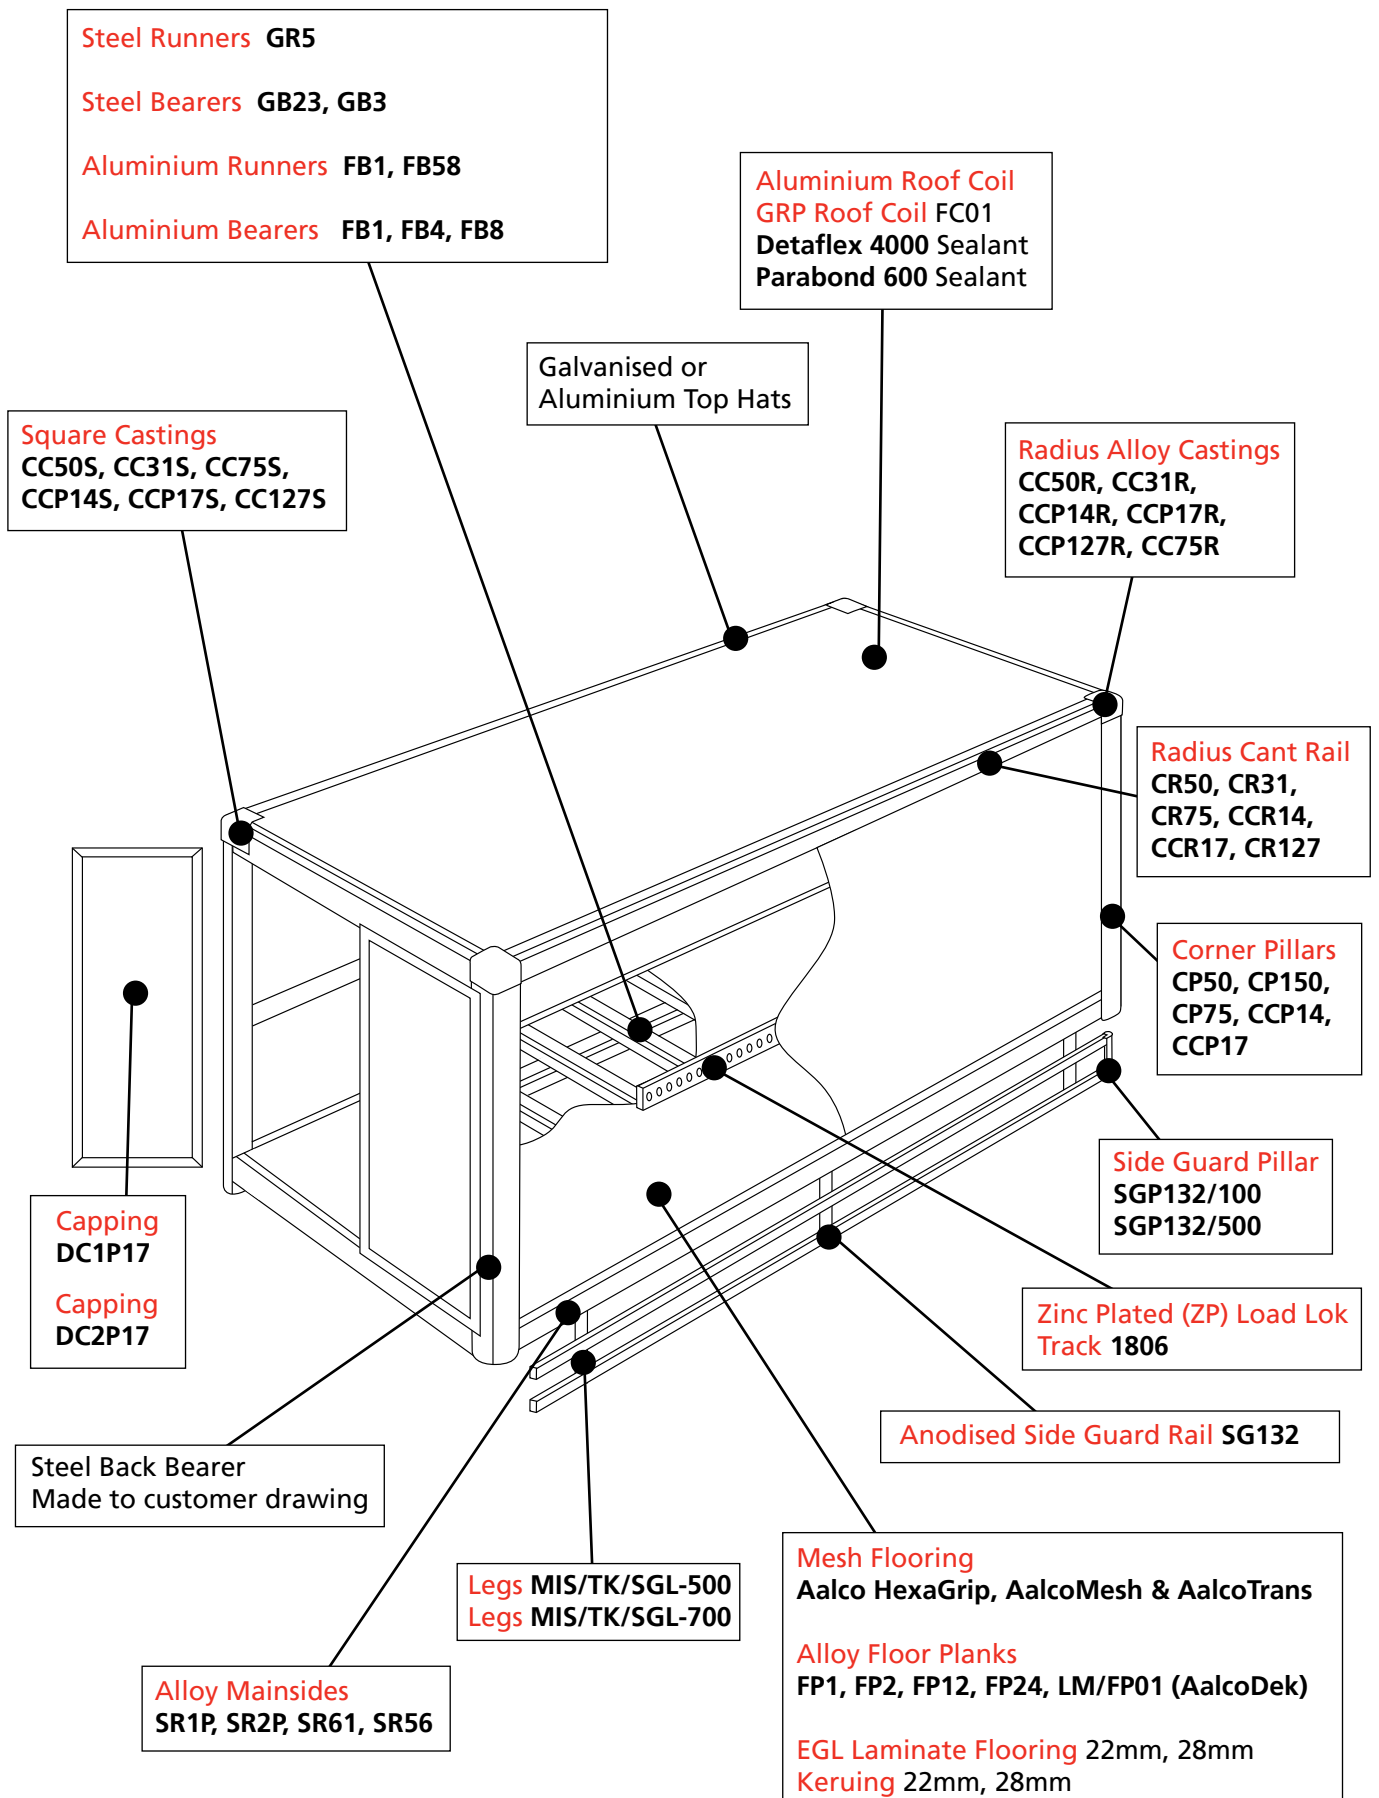 Steel Runners GR5
Steel Bearers GB23, GB3
Aluminium Runners FB1, FB58
Aluminium Bearers FB1, FB4, FB8
Aluminium Roof Coil
GRP Roof Coil FC01
Detaflex 4000 Sealant
Parabond 600 Sealant
Galvanised or
Aluminium Top Hats
Square Castings
CC50S, CC31S, CC75S,
CCP14S, CCP17S, CC127S
Radius Alloy Castings
CC50R, CC31R,
CCP14R, CCP17R,
CCP127R, CC75R
Radius Cant Rail
CR50, CR31,
CR75, CCR14,
CCR17, CR127
Corner Pillars
CP50, CP150,
CP75, CCP14,
CCP17
Side Guard Pillar
SGP132/100
SGP132/500
Capping
DC1P17
Capping
DC2P17
Zinc Plated (ZP) Load Lok
Track 1806
Anodised Side Guard Rail SG132
Steel Back Bearer
Made to customer drawing
Legs MIS/TK/SGL-500
Legs MIS/TK/SGL-700
Mesh Flooring
Aalco HexaGrip, AalcoMesh & AalcoTrans
Alloy Floor Planks
FP1, FP2, FP12, FP24, LM/FP01 (AalcoDek)
EGL Laminate Flooring 22mm, 28mm
Keruing 22mm, 28mm
Alloy Mainsides
SR1P, SR2P, SR61, SR56